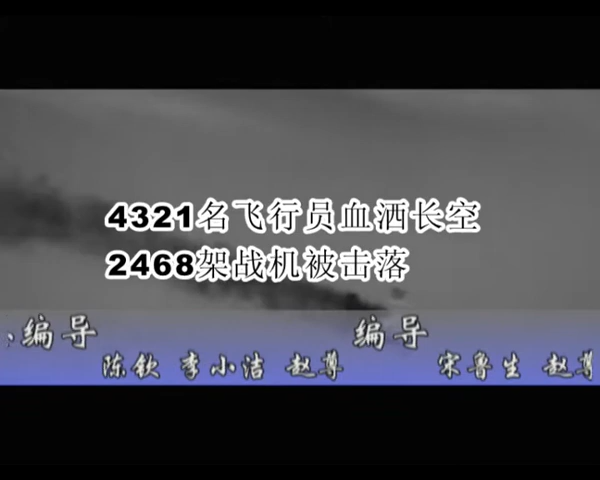 4321名飞行员血洒长空
2468架战机被击落
编导 编导
陈钦 李小洁 赵尊 宋鲁生 赵尊